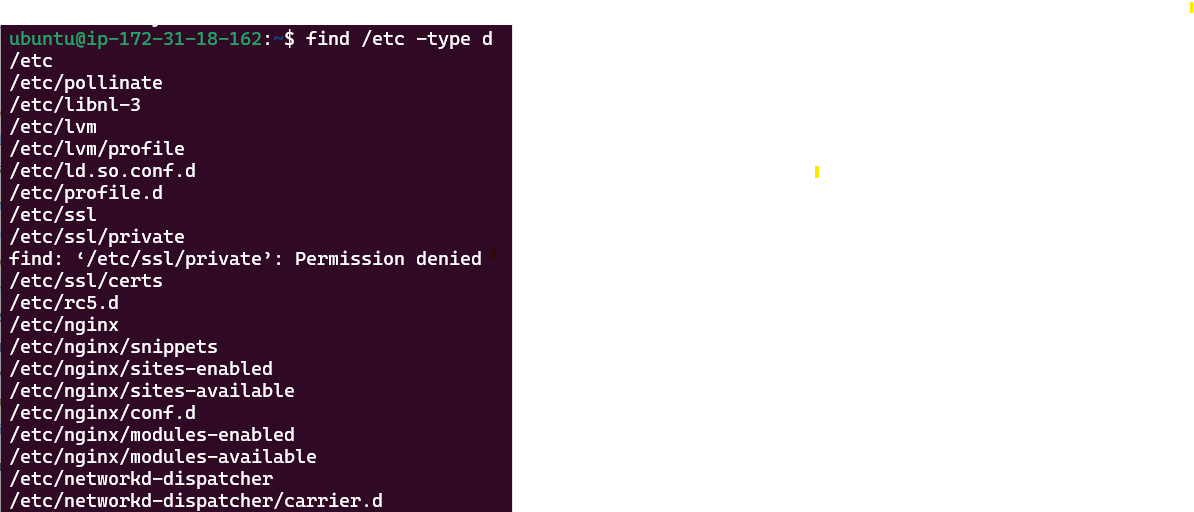 ubuntu@ip-172-31-18-162:~$ find /etc -type d
/etc
/etc/pollinate
/etc/libnl-3
/etc/lvm
/etc/lvm/profile
/etc/ld.so.conf.d
/etc/profile.d
/etc/ssl
/etc/ssl/private
find: ‘/etc/ssl/private’: Permission denied
/etc/ssl/certs
/etc/rc5.d
/etc/nginx
/etc/nginx/snippets
/etc/nginx/sites-enabled
/etc/nginx/sites-available
/etc/nginx/conf.d
/etc/nginx/modules-enabled
/etc/nginx/modules-available
/etc/networkd-dispatcher
/etc/networkd-dispatcher/carrier.d